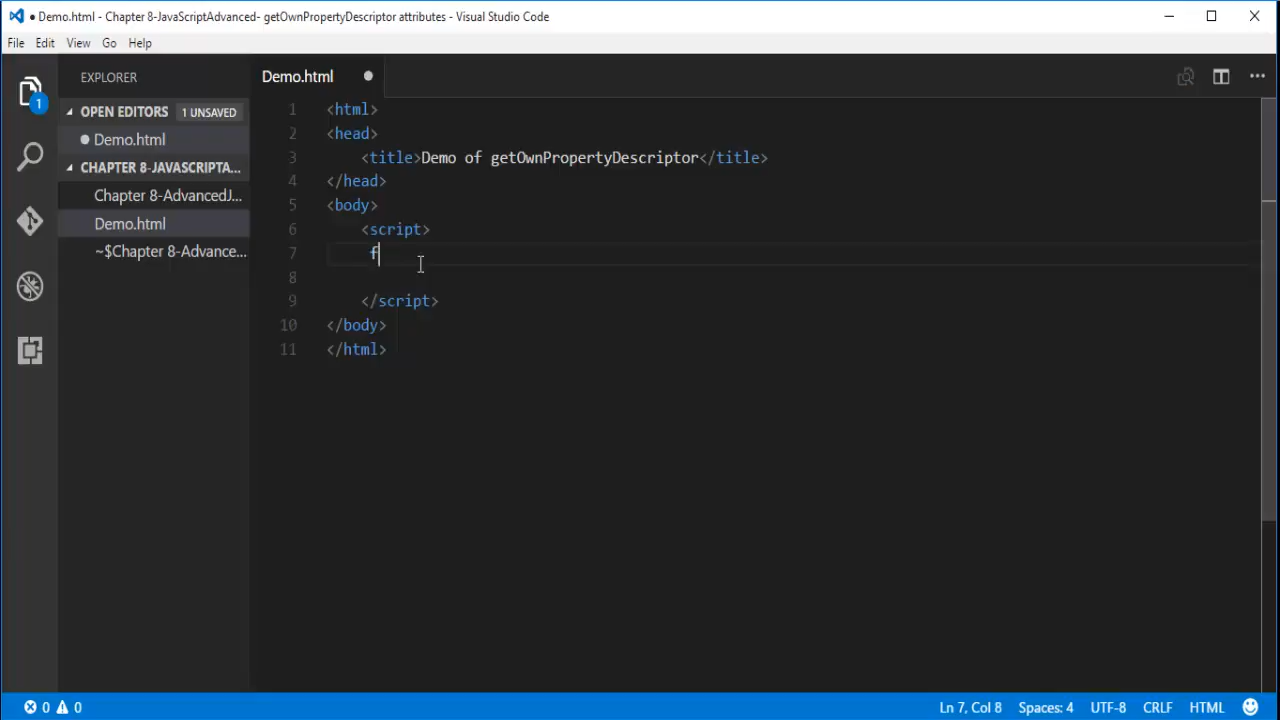 ● Demo.html - Chapter 8-JavaScriptAdvanced- getOwnPropertyDescriptor attributes - Visual Studio Code
File Edit View Go Help
EXPLORER
OPEN EDITORS 1 UNSAVED
Demo.html
CHAPTER 8-JAVASCRIPTA...
Chapter 8-AdvancedJ...
Demo.html
~$Chapter 8-Advance...
1
Demo.html
1 <html>
2 <head>
3 <title>Demo of getOwnPropertyDescriptor</title>
4 </head>
5 <body>
6 <script>
7 f
8
9 </script>
10 </body>
11 </html>
0 0 Ln 7, Col 8 Spaces: 4 UTF-8 CRLF HTML